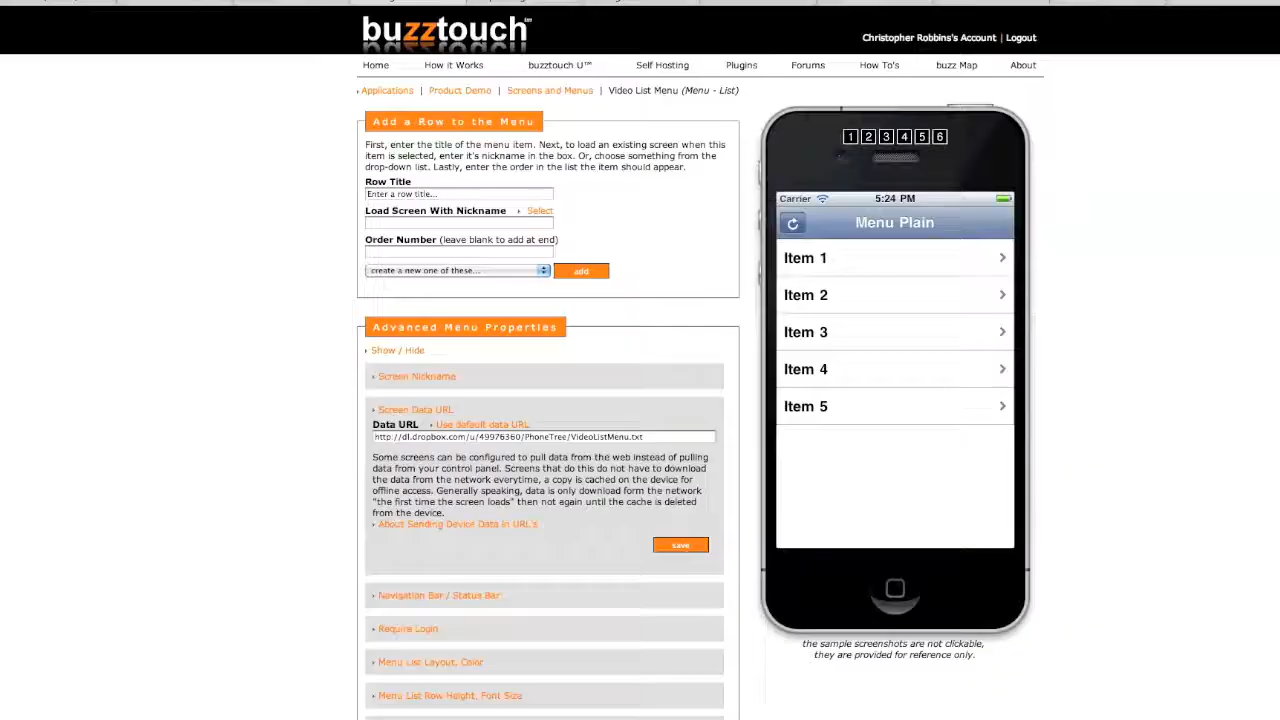 buzztouch
Christopher Robbins's Account | Logout
Home How it Works buzztouch U™ Self Hosting Plugins Forums How To's buzz Map About
Applications | Product Demo | Screens and Menus | Video List Menu (Menu - List)
Add a Row to the Menu
First, enter the title of the menu item. Next, to load an existing screen when this
item is selected, enter it's nickname in the box. Or, choose something from the
drop-down list. Lastly, enter the order in the list the item should appear.
Row Title
Enter a row title...
Load Screen With Nickname Select
Order Number (leave blank to add at end)
create a new one of these... add
Advanced Menu Properties
Show / Hide
Screen Nickname
Screen Data URL
Data URL Use default data URL
http://dl.dropbox.com/u/49976360/PhoneTree/VideoListMenu.txt
Some screens can be configured to pull data from the web instead of pulling
data from your control panel. Screens that do this do not have to download
the data from the network everytime, a copy is cached on the device for
offline access. Generally speaking, data is only download form the network
"the first time the screen loads" then not again until the cache is deleted
from the device.
About Sending Device Data in URL's
save
Navigation Bar / Status Bar
Require Login
Menu List Layout, Color
Menu List Row Height, Font Size
1 2 3 4 5 6
Carrier 5:24 PM
Menu Plain
Item 1
Item 2
Item 3
Item 4
Item 5
the sample screenshots are not clickable,
they are provided for reference only.